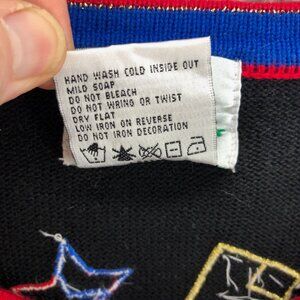 HAND WASH COLD INSIDE OUT
MILD SOAP
DO NOT BLEACH
DO NOT WRING OR TWIST
DRY FLAT
LOW IRON ON REVERSE
DO NOT IRON DECORATION